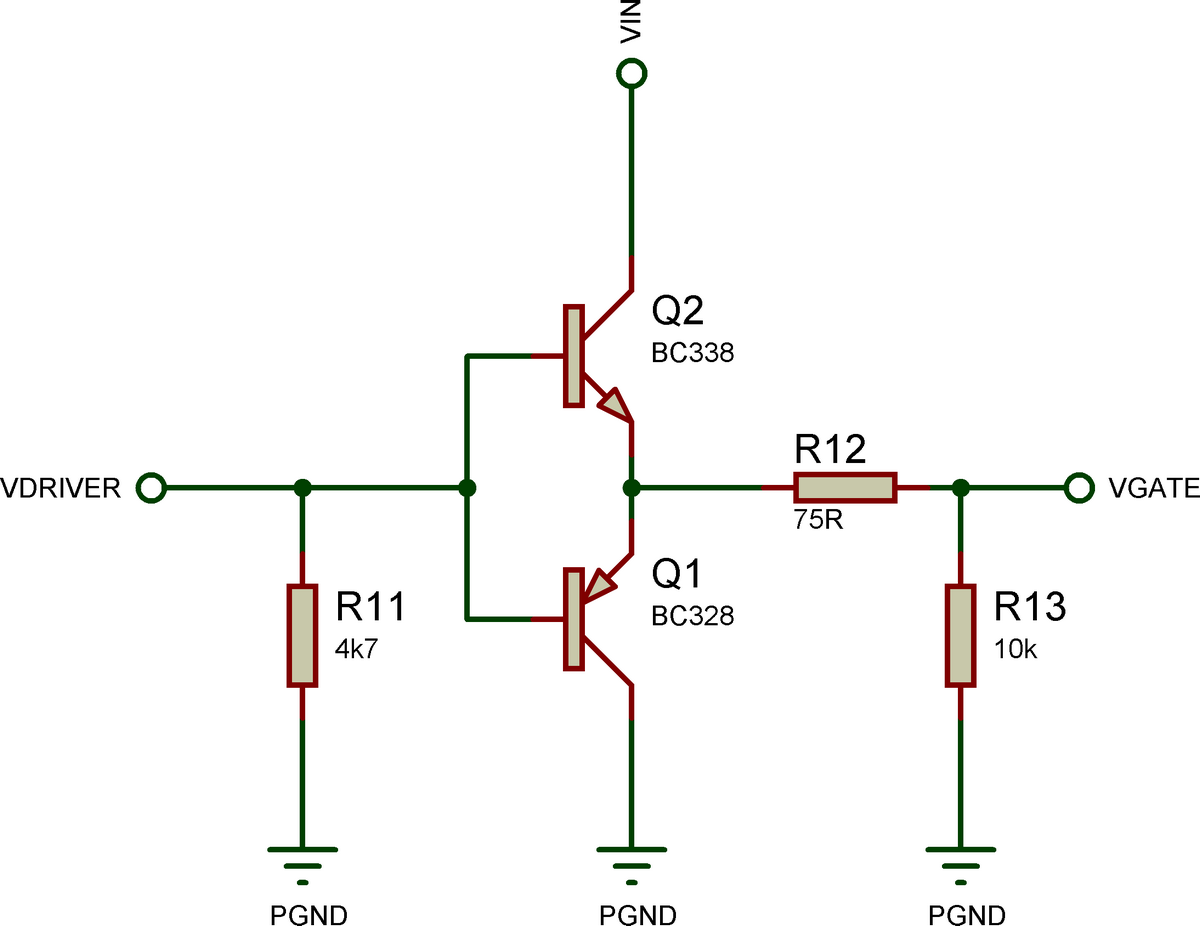 VIN
Q2
BC338
R12
VDRIVER
VGATE
75R
Q1
BC328
R11
4k7
R13
10k
PGND
PGND
PGND